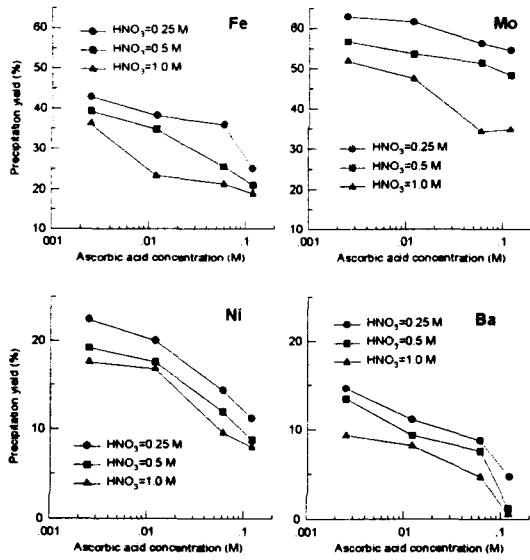 Fe
HNO3=0.25 M
HNO3=0.5 M
HNO3=1.0 M
Precipitation yield (%)
60
50
40
30
20
10
.001
.01
.1
Ascorbic acid concentration (M)
Mo
HNO3=0.25 M
HNO3=0.5 M
HNO3=1.0 M
60
50
40
30
20
10
.001
.01
.1
Ascorbic acid concentration (M)
Ni
HNO3=0.25 M
HNO3=0.5 M
HNO3=1.0 M
Precipitation yield (%)
20
10
0
.001
.01
.1
Ascorbic acid concentration (M)
Ba
HNO3=0.25 M
HNO3=0.5 M
HNO3=1.0 M
20
10
0
.001
.01
.1
Ascorbic acid concentration (M)